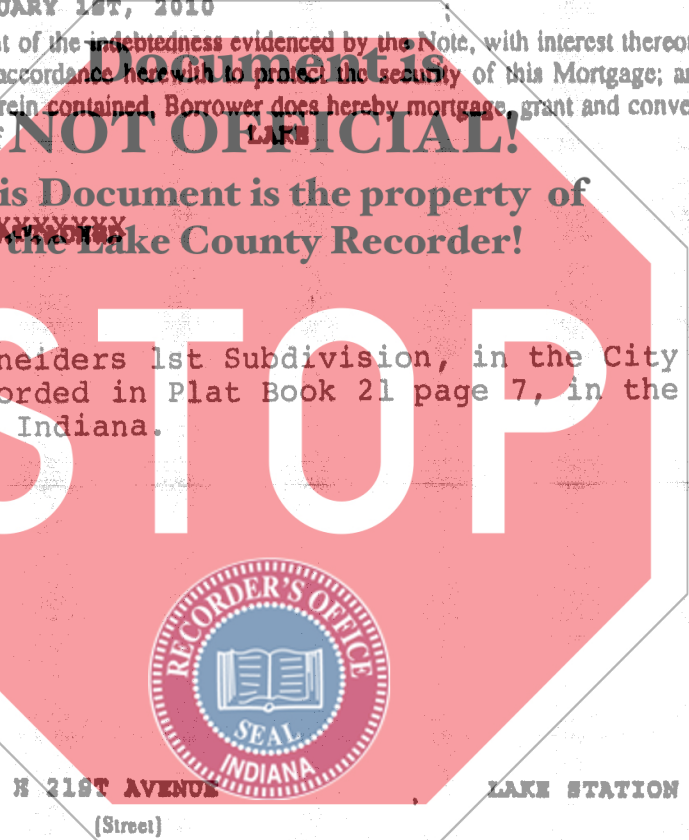 UARY 1ST, 2010
t of the indebtedness evidenced by the Note, with interest thereon
accordance herewith to protect the security of this Mortgage; an
rein contained, Borrower does hereby mortgage, grant and conve
Document is
NOT OFFICIAL!
LAKE
is Document is the property of
the Lake County Recorder!
XXXXXXX
STOP
neiders 1st Subdivision, in the City
orded in Plat Book 21 page 7, in the
Indiana.
RECORDER'S OFFICE
SEAL
INDIANA
21ST AVENUE
LAKE STATION
(Street)